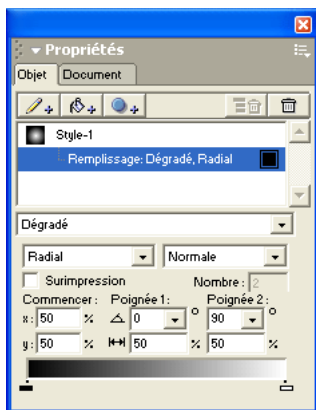 Propriétés
Objet Document
Style-1
Remplissage: Dégradé, Radial
Dégradé
Radial Normale
Surimpression Nombre: 2
Commencer: Poignée 1: Poignée 2:
x: 50 % 0 ° 90 °
y: 50 % 50 % 50 %